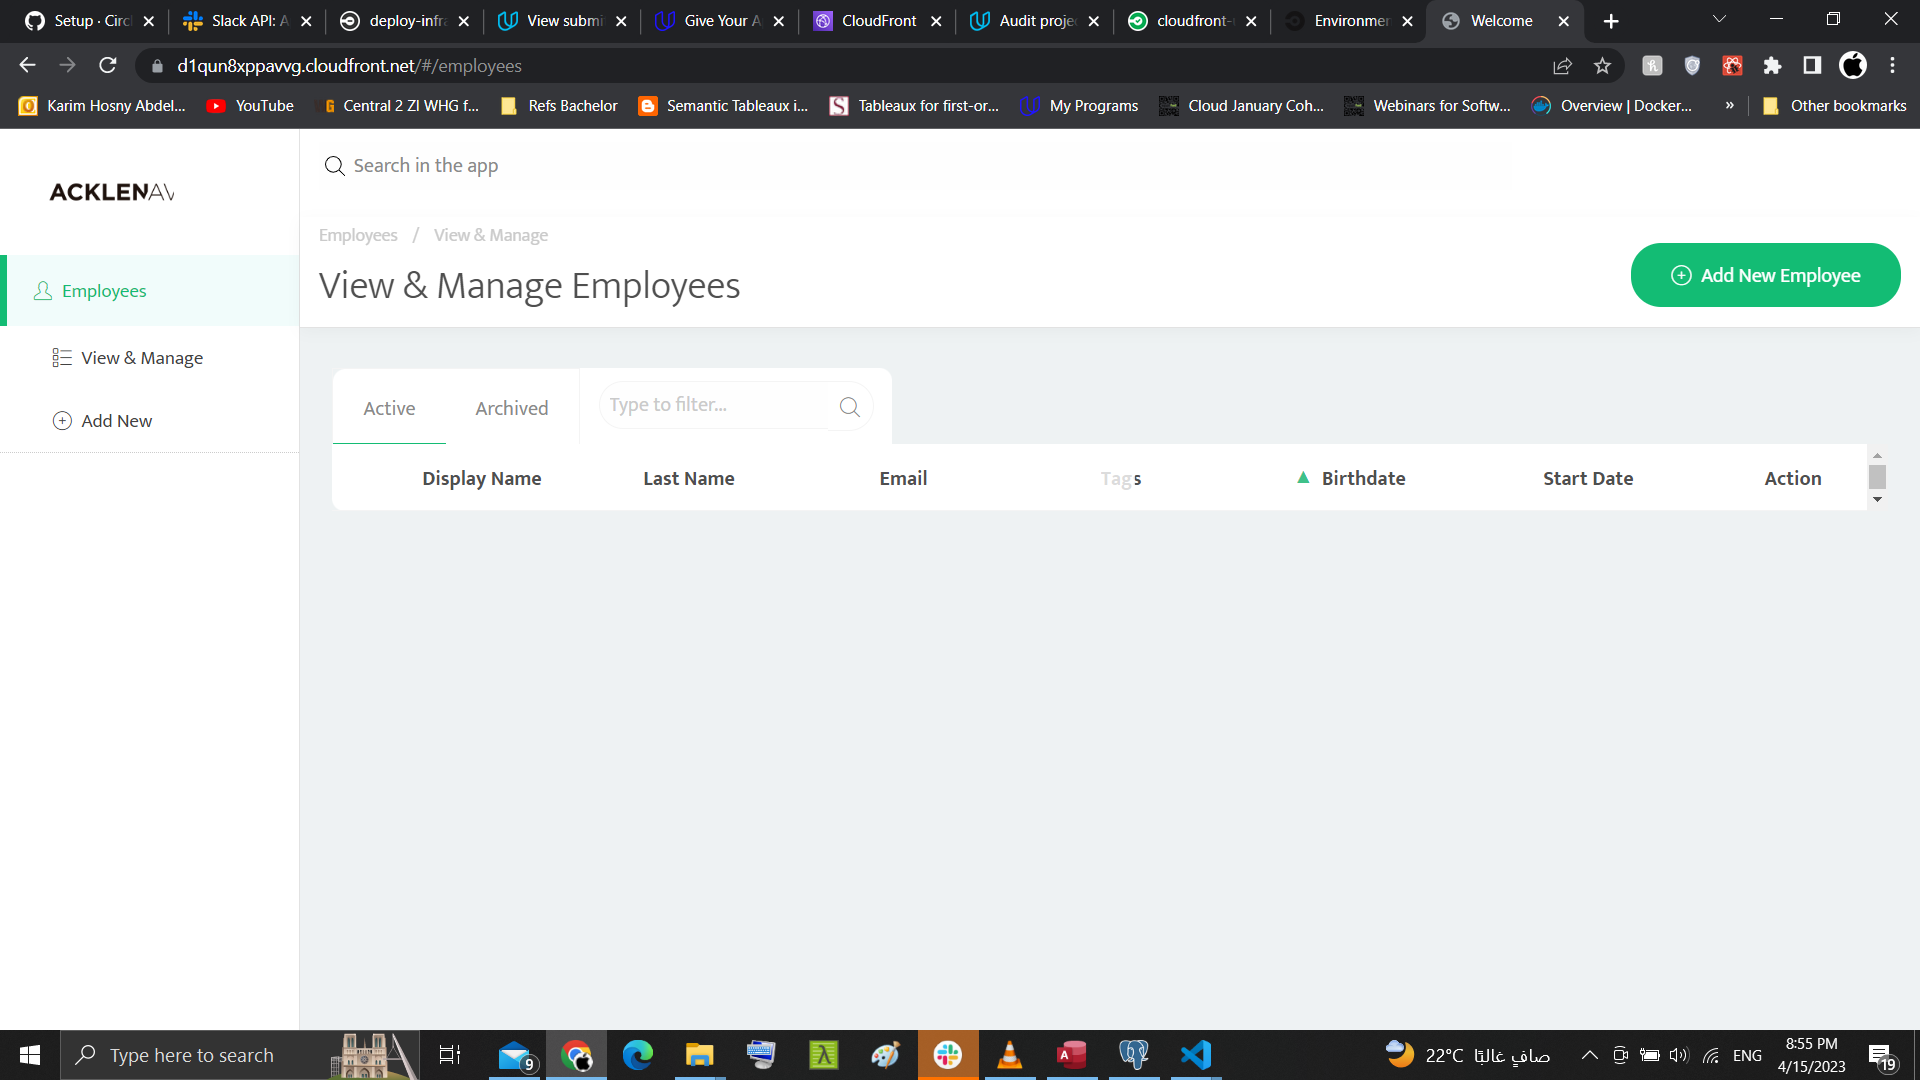 Setup · Circ
Slack API: A
deploy-infra
View submi
Give Your A
CloudFront
Audit proje
cloudfront-
Environmen
Welcome
d1qun8xppavvg.cloudfront.net/#/employees
Karim Hosny Abdel...
YouTube
Central 2 ZI WHG f...
Refs Bachelor
Semantic Tableaux i...
Tableaux for first-or...
My Programs
Cloud January Coh...
Webinars for Softw...
Overview | Docker...
»
Other bookmarks
ACKLENAV
Search in the app
Employees / View & Manage
View & Manage Employees
Add New Employee
Employees
View & Manage
Add New
Active
Archived
Type to filter...
Display Name
Last Name
Email
Tags
Birthdate
Start Date
Action
Type here to search
9
22°C صافٍ غالبًا
ENG
8:55 PM
4/15/2023
19